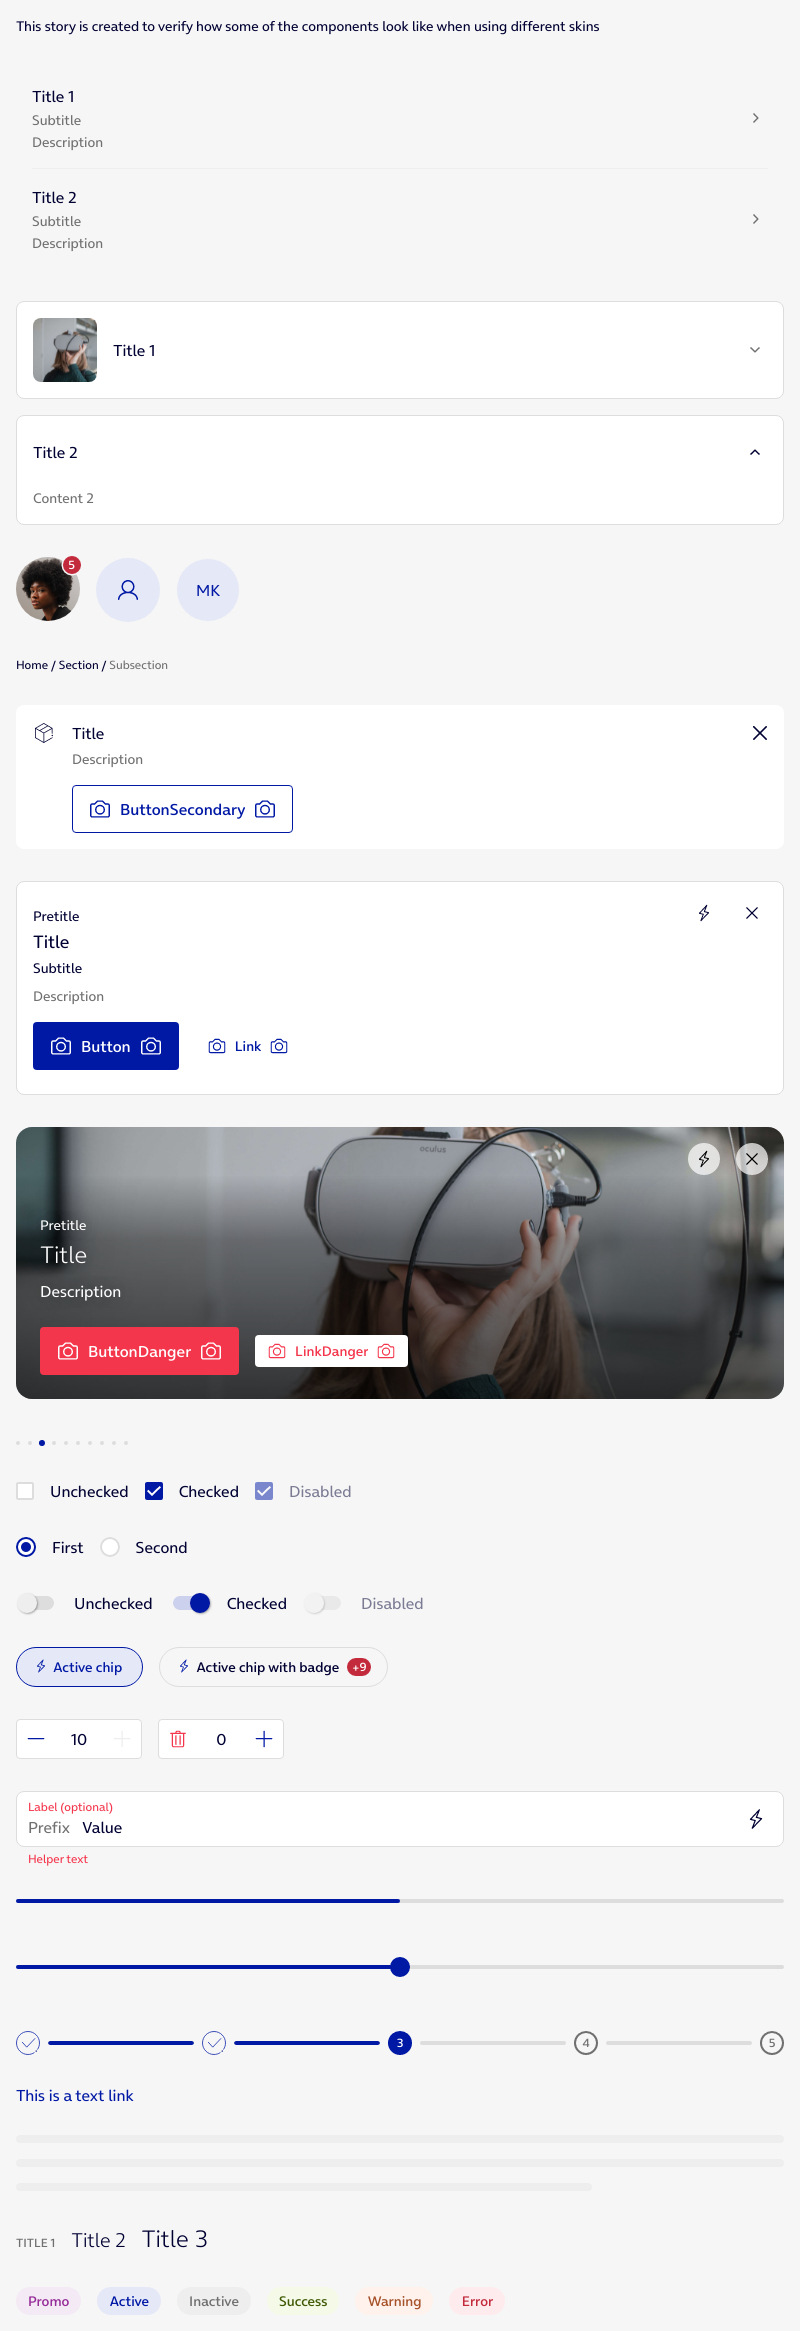 This story is created to verify how some of the components look like when using different skins
Title 1
Subtitle
Description
Title 2
Subtitle
Description
Title 1
Title 2
Content 2
5
MK
Home / Section / Subsection
Title
Description
ButtonSecondary
Pretitle
Title
Subtitle
Description
Button Link
oculus
Pretitle
Title
Description
ButtonDanger LinkDanger
Unchecked Checked Disabled
First Second
Unchecked Checked Disabled
Active chip Active chip with badge +9
10 0
Label (optional)
Prefix Value
Helper text
3 4 5
This is a text link
TITLE 1 Title 2 Title 3
Promo Active Inactive Success Warning Error